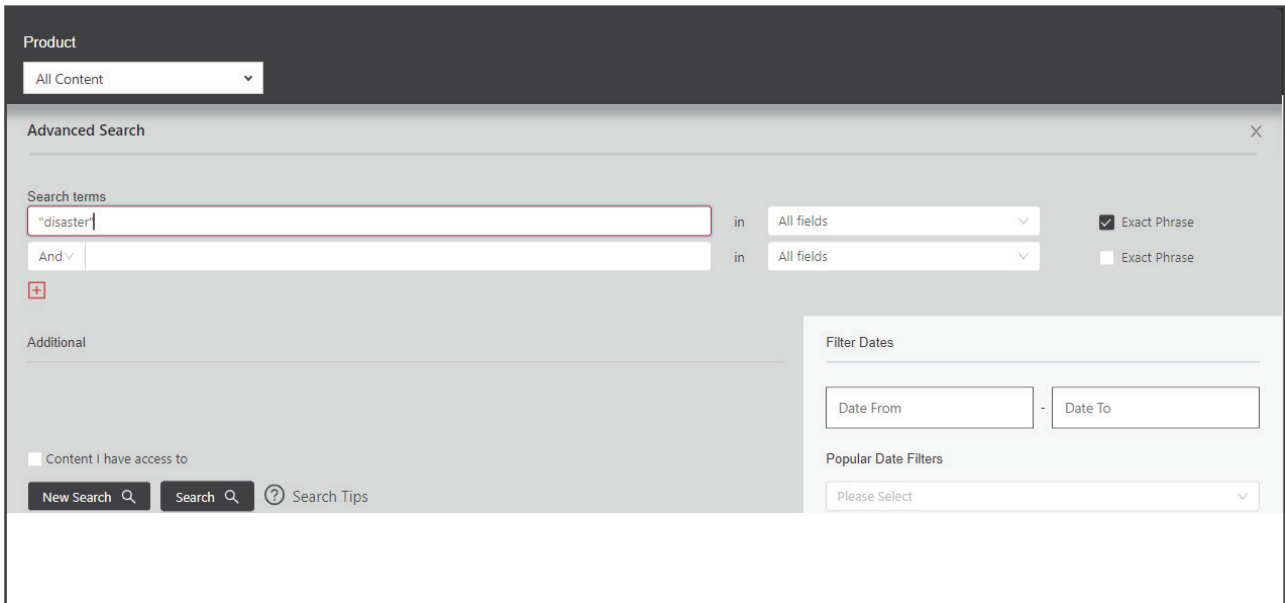 Product
All Content
Advanced Search
Search terms
"disaster" in All fields Exact Phrase
And in All fields Exact Phrase
Additional Filter Dates
Date From - Date To
Content I have access to Popular Date Filters
New Search Search ? Search Tips Please Select